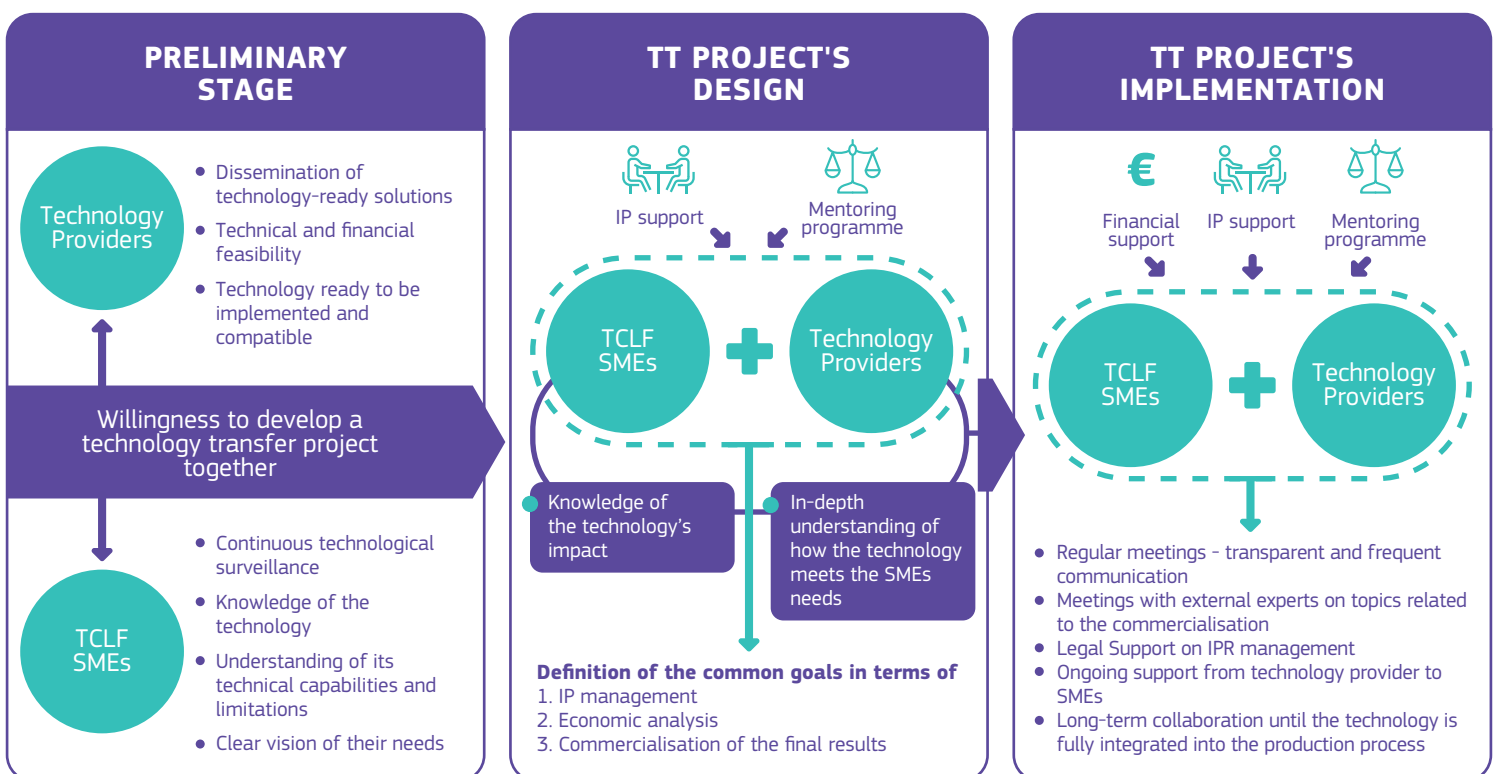 PRELIMINARY
STAGE
Technology
Providers
• Dissemination of
technology-ready solutions
• Technical and financial
feasibility
• Technology ready to be
implemented and
compatible
Willingness to develop a
technology transfer project
together
TCLF
SMEs
• Continuous technological
surveillance
• Knowledge of the
technology
• Understanding of its
technical capabilities and
limitations
• Clear vision of their needs
TT PROJECT'S
DESIGN
IP support
Mentoring
programme
TCLF
SMEs
Technology
Providers
Knowledge of
the technology’s
impact
In-depth
understanding of
how the technology
meets the SMEs
needs
Definition of the common goals in terms of
1. IP management
2. Economic analysis
3. Commercialisation of the final results
TT PROJECT'S
IMPLEMENTATION
€
Financial
support
IP support
Mentoring
programme
TCLF
SMEs
Technology
Providers
• Regular meetings - transparent and frequent
communication
• Meetings with external experts on topics related
to the commercialisation
• Legal Support on IPR management
• Ongoing support from technology provider to
SMEs
• Long-term collaboration until the technology is
fully integrated into the production process